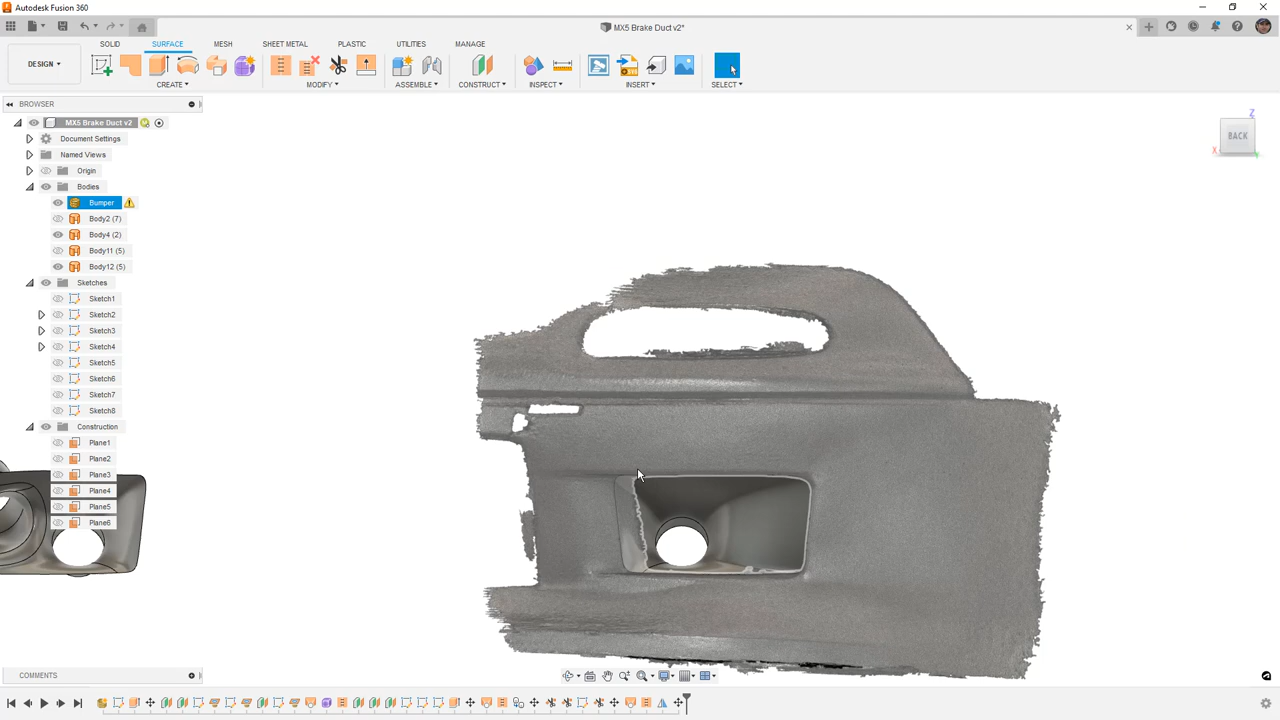 Autodesk Fusion 360
MX5 Brake Duct v2*
SOLID SURFACE MESH SHEET METAL PLASTIC UTILITIES MANAGE
DESIGN
CREATE MODIFY ASSEMBLE CONSTRUCT INSPECT INSERT SELECT
BROWSER
MX5 Brake Duct v2
Document Settings
Named Views
Origin
Bodies
Bumper
Body2 (7)
Body4 (2)
Body11 (5)
Body12 (5)
Sketches
Sketch1
Sketch2
Sketch3
Sketch4
Sketch5
Sketch6
Sketch7
Sketch8
Construction
Plane1
Plane2
Plane3
Plane4
Plane5
Plane6
Z
BACK
X
COMMENTS